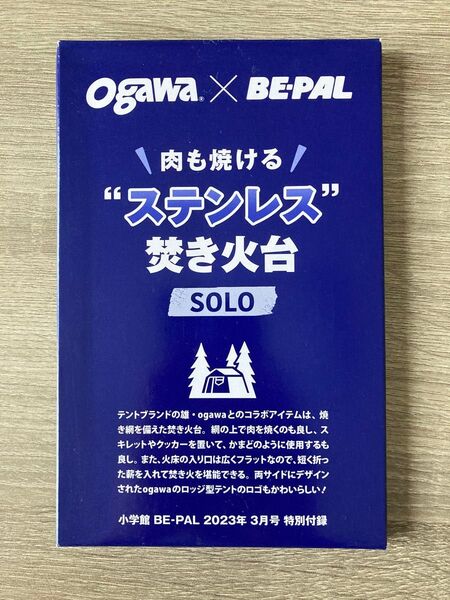 ogawa® × BE-PAL
肉も焼ける
“ステンレス”
焚き火台
SOLO
テントブランドの雄・ogawaとのコラボアイテムは、焼
き網を備えた焚き火台。網の上で肉を焼くのも良し、ス
キレットやクッカーを置いて、かまどのように使用するも
良し。また、火床の入り口は広くフラットなので、短く折っ
た薪を入れて焚き火を堪能できる。両サイドにデザイン
されたogawaのロッジ型テントのロゴもかわいらしい！
小学館 BE-PAL 2023年 3月号 特別付録